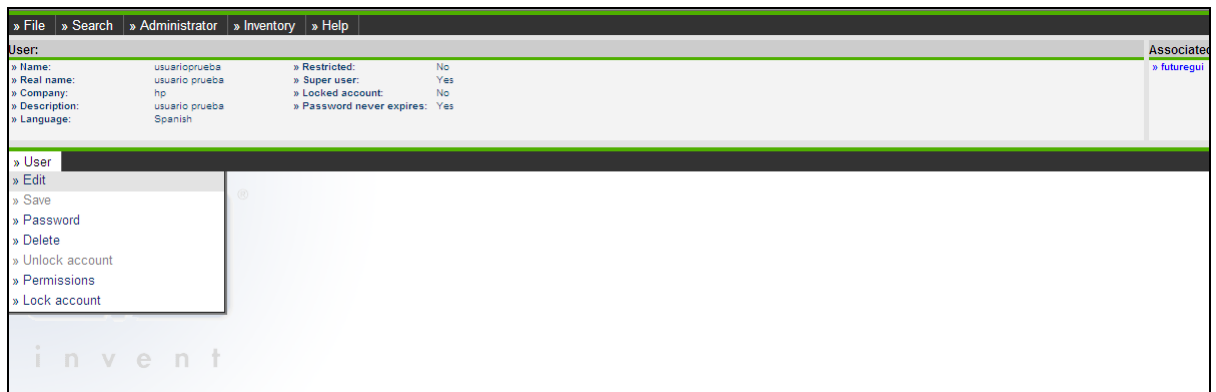 » File » Search » Administrator » Inventory » Help
User: Associated
» Name: usuarioprueba » Restricted: No » futuregui
» Real name: usuario prueba » Super user: Yes
» Company: hp » Locked account: No
» Description: usuario prueba » Password never expires: Yes
» Language: Spanish
» User
» Edit
®
» Save
» Password
» Delete
» Unlock account
» Permissions
» Lock account
invent